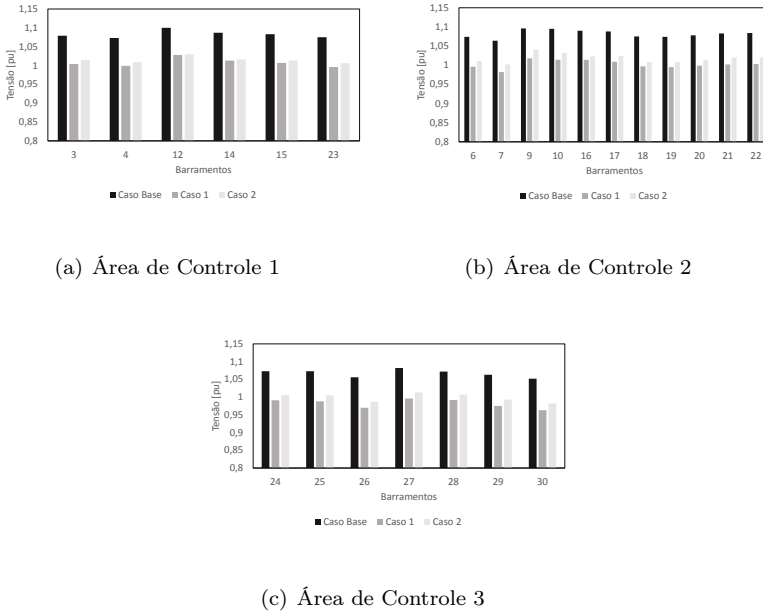 1,15
1,1
1,05
1
0,95
0,9
0,85
0,8
Tensão [pu]
3 4 12 14 15 23
Barramentos
Caso Base Caso 1 Caso 2
(a) Área de Controle 1
1,15
1,1
1,05
1
0,95
0,9
0,85
0,8
Tensão [pu]
6 7 9 10 16 17 18 19 20 21 22
Barramentos
Caso Base Caso 1 Caso 2
(b) Área de Controle 2
1,15
1,1
1,05
1
0,95
0,9
0,85
0,8
Tensão [pu]
24 25 26 27 28 29 30
Barramentos
Caso Base Caso 1 Caso 2
(c) Área de Controle 3